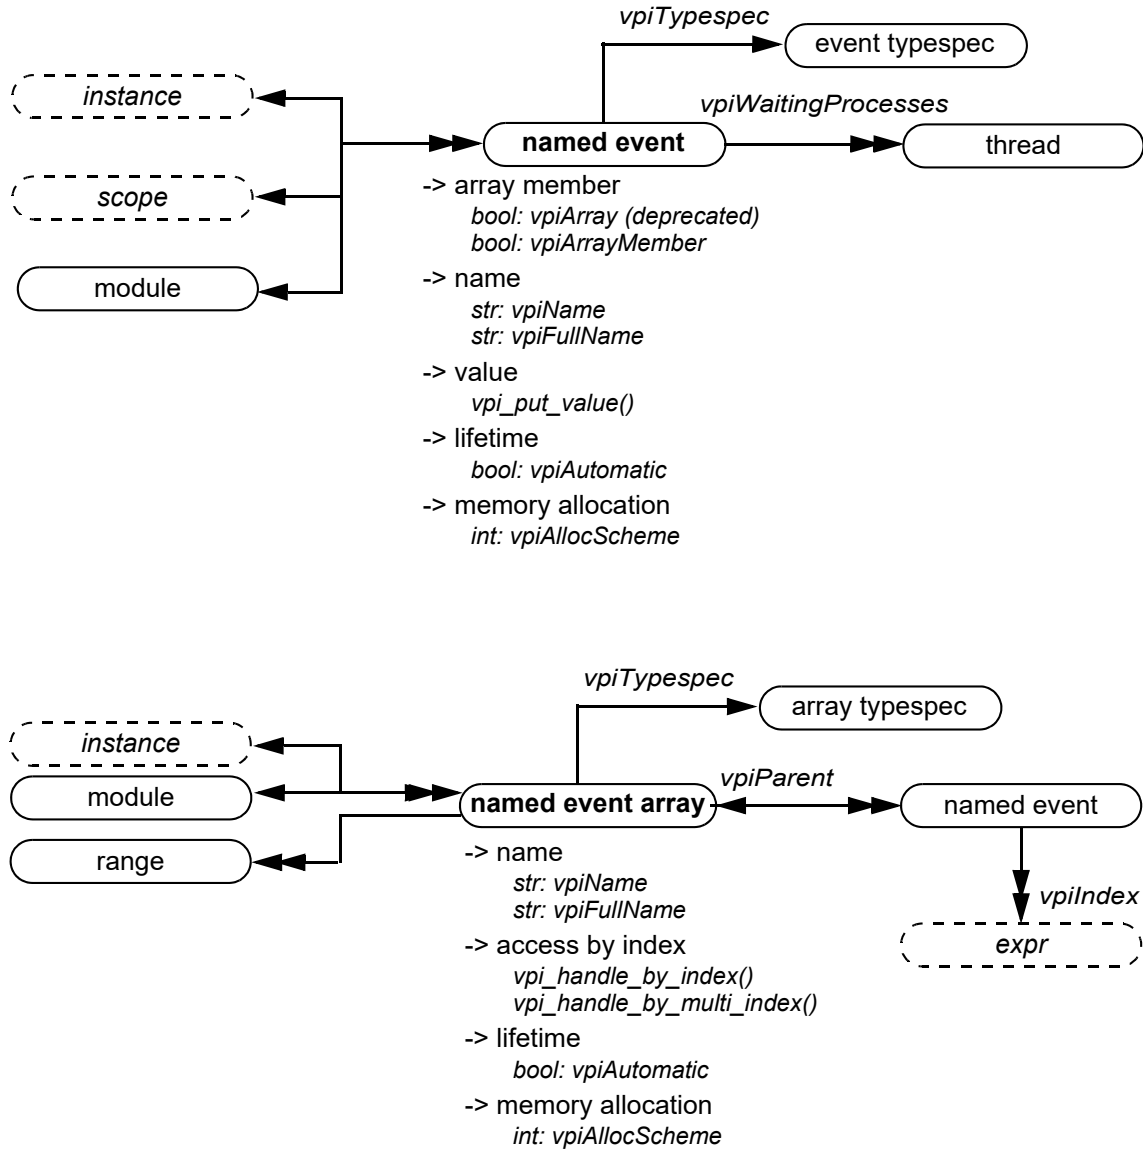 vpiTypespec
event typespec
instance
vpiWaitingProcesses
named event
thread
scope
module
-> array member
bool: vpiArray (deprecated)
bool: vpiArrayMember
-> name
str: vpiName
str: vpiFullName
-> value
vpi_put_value()
-> lifetime
bool: vpiAutomatic
-> memory allocation
int: vpiAllocScheme
vpiTypespec
array typespec
instance
module
range
named event array
vpiParent
named event
vpiIndex
expr
-> name
str: vpiName
str: vpiFullName
-> access by index
vpi_handle_by_index()
vpi_handle_by_multi_index()
-> lifetime
bool: vpiAutomatic
-> memory allocation
int: vpiAllocScheme